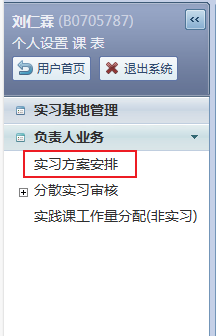 刘仁霖 (B0705787)
个人设置 课 表
用户首页 退出系统
实习基地管理
负责人业务
实习方案安排
分散实习审核
实践课工作量分配(非实习)